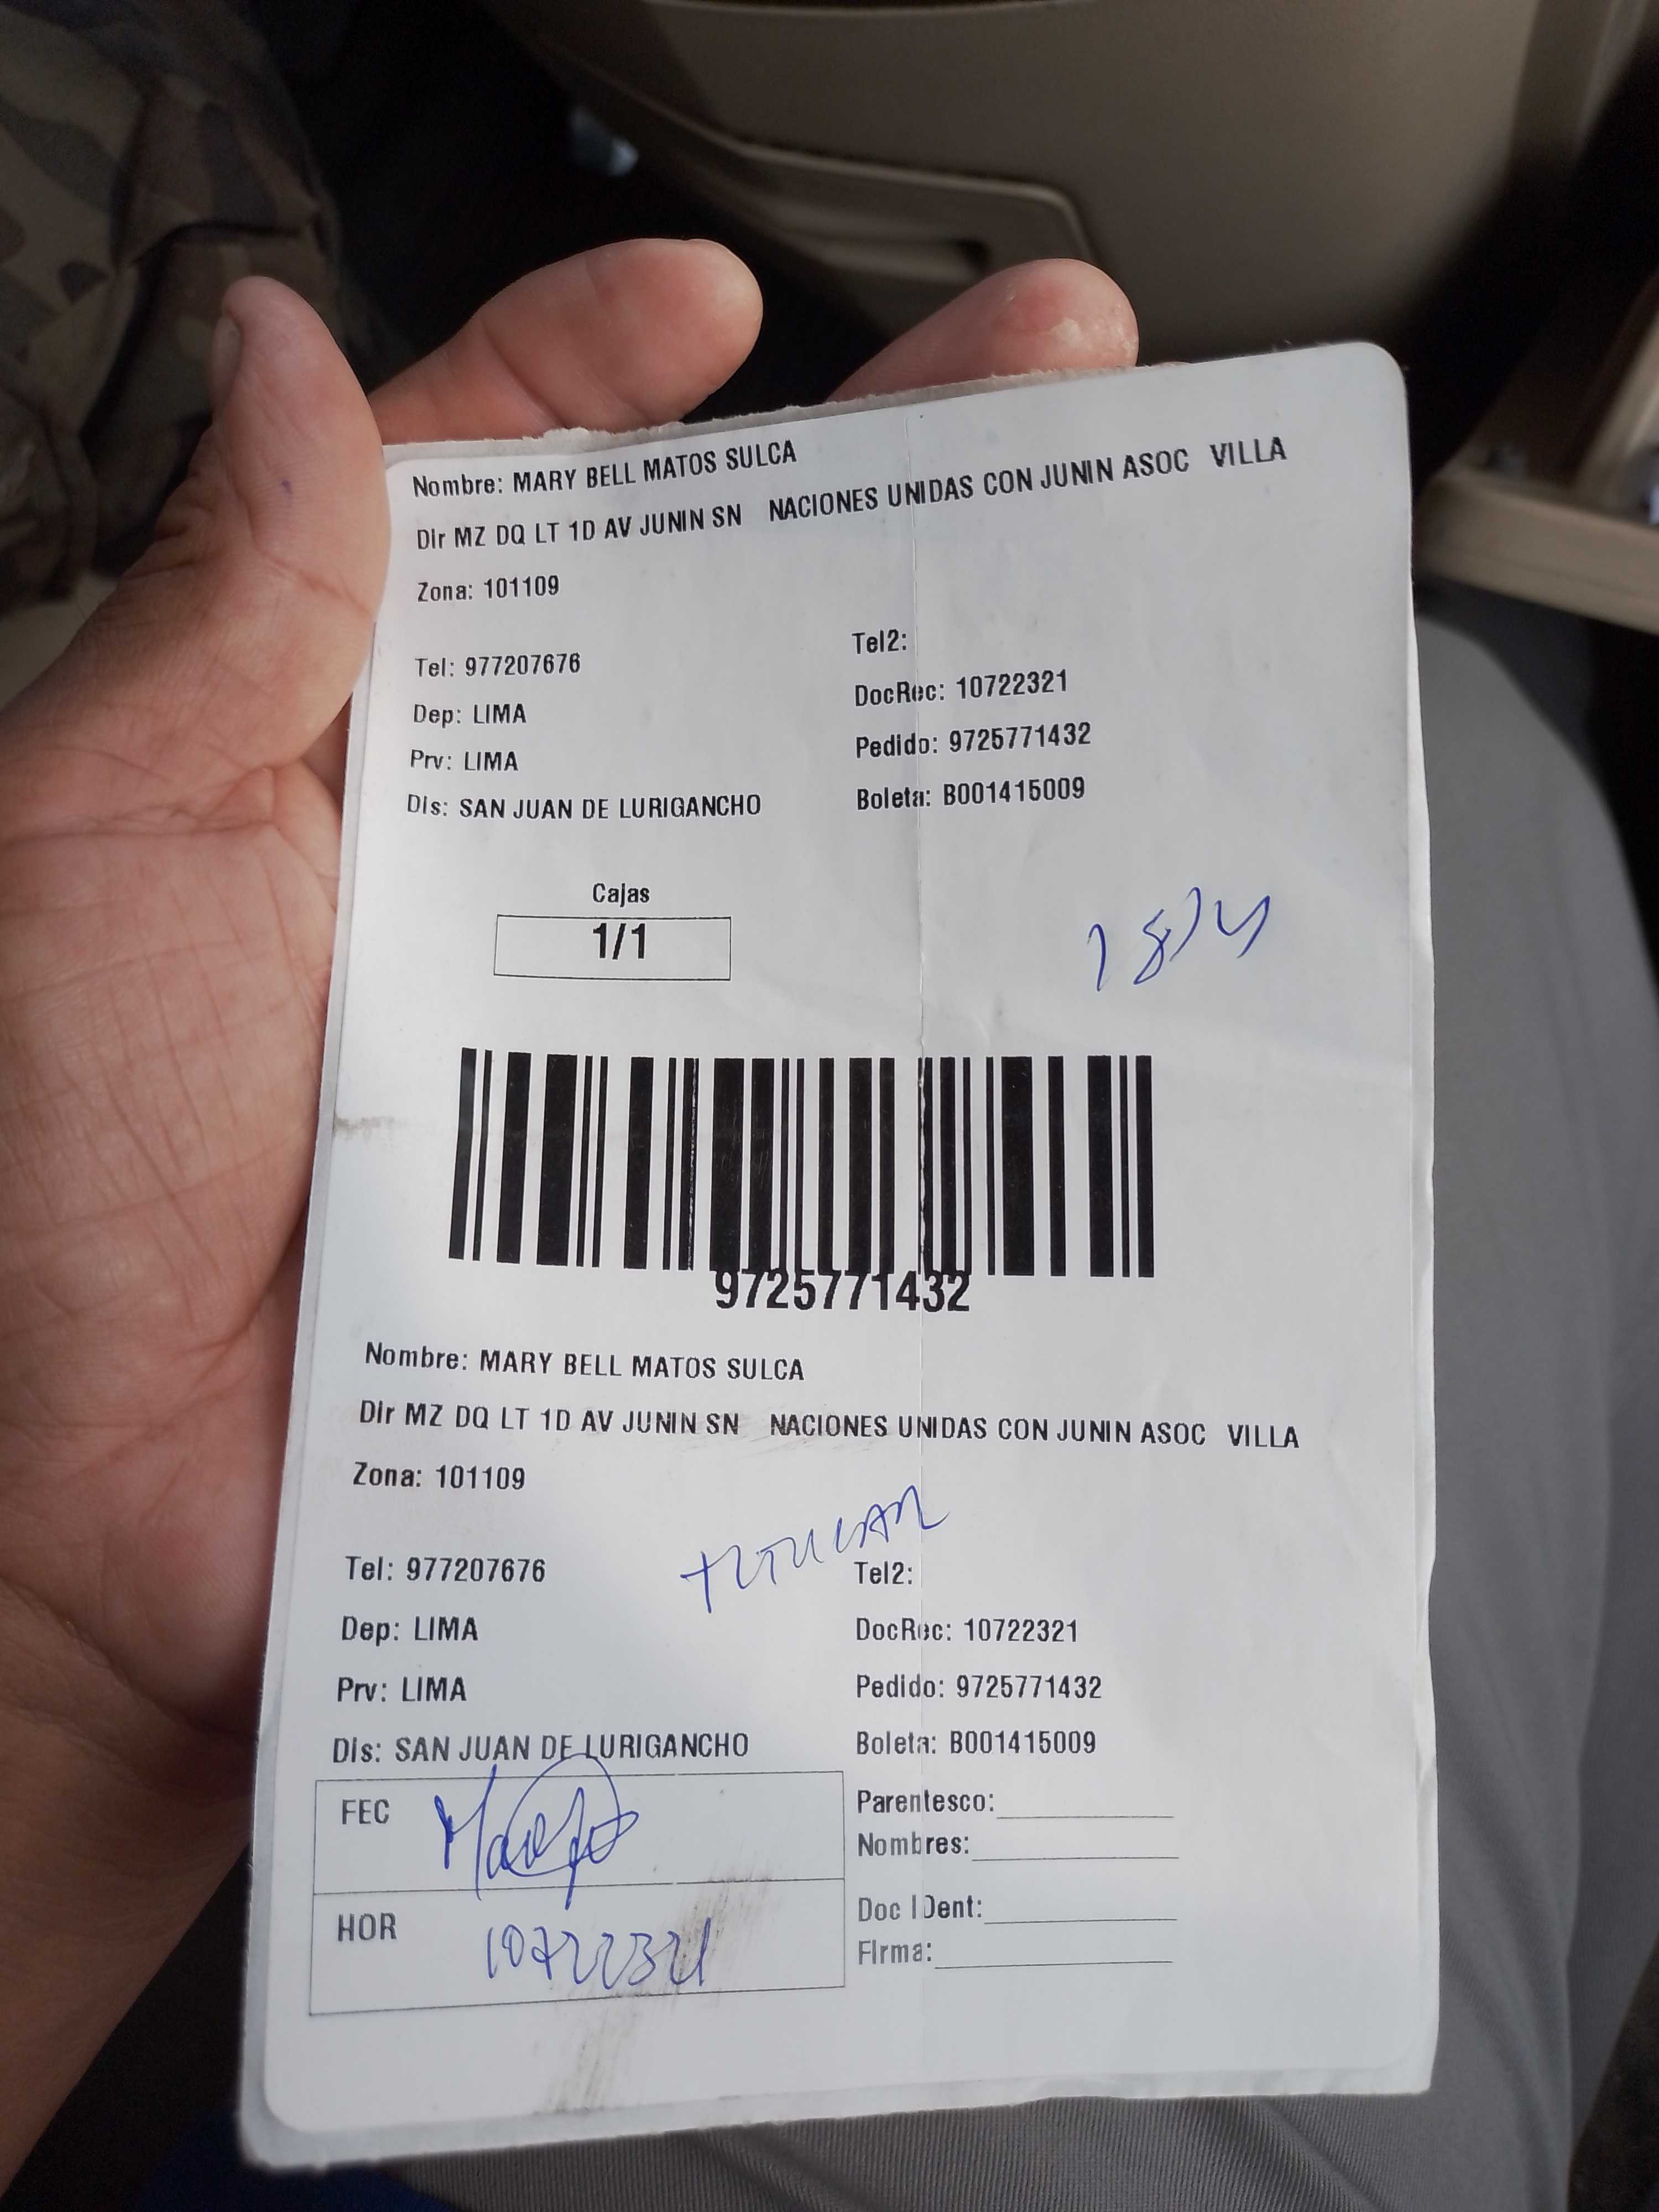 Nombre: MARY BELL MATOS SULCA
Dir MZ DQ LT 1D AV JUNIN SN NACIONES UNIDAS CON JUNIN ASOC VILLA
Zona: 101109
Tel: 977207676 Tel2:
Dep: LIMA DocRec: 10722321
Prv: LIMA Pedido: 9725771432
Dis: SAN JUAN DE LURIGANCHO Boleta: B001415009
Cajas
1/1
9725771432
Nombre: MARY BELL MATOS SULCA
Dir MZ DQ LT 1D AV JUNIN SN NACIONES UNIDAS CON JUNIN ASOC VILLA
Zona: 101109
Tel: 977207676 Tel2:
Dep: LIMA DocRec: 10722321
Prv: LIMA Pedido: 9725771432
Dis: SAN JUAN DE LURIGANCHO Boleta: B001415009
FEC
HOR 10722321
Parentesco:
Nombres:
Doc IDent:
Firma: